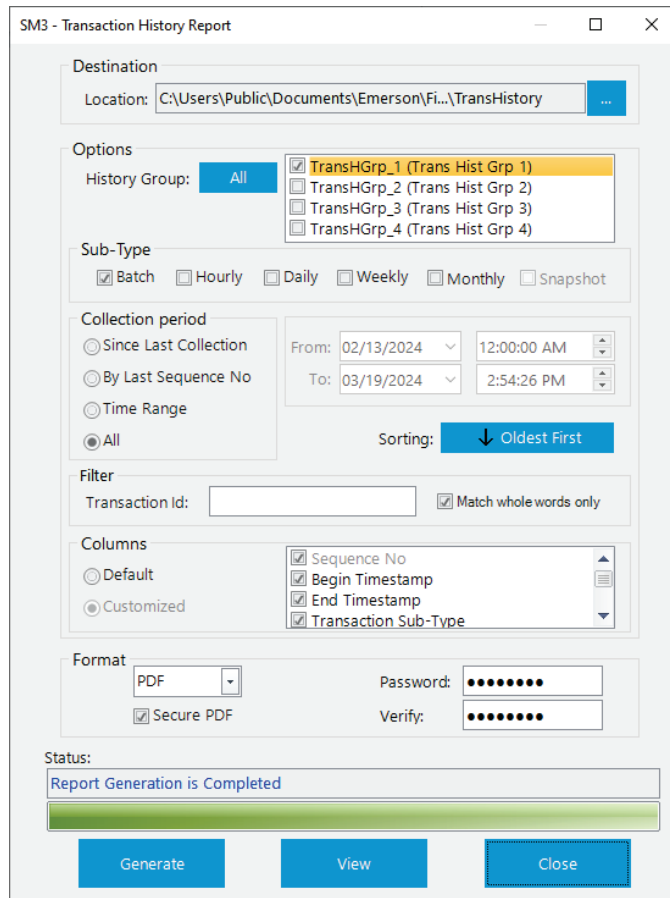 SM3 - Transaction History Report
Destination
Location: C:\Users\Public\Documents\Emerson\Fi...\TransHistory ...
Options
History Group: All
TransHGrp_1 (Trans Hist Grp 1)
TransHGrp_2 (Trans Hist Grp 2)
TransHGrp_3 (Trans Hist Grp 3)
TransHGrp_4 (Trans Hist Grp 4)
Sub-Type
Batch Hourly Daily Weekly Monthly Snapshot
Collection period
Since Last Collection
By Last Sequence No
Time Range
All
From: 02/13/2024 12:00:00 AM
To: 03/19/2024 2:54:26 PM
Sorting: Oldest First
Filter
Transaction Id: Match whole words only
Columns
Default
Customized
Sequence No
Begin Timestamp
End Timestamp
Transaction Sub-Type
Format
PDF
Secure PDF
Password: ●●●●●●●●
Verify: ●●●●●●●●
Status:
Report Generation is Completed
Generate View Close